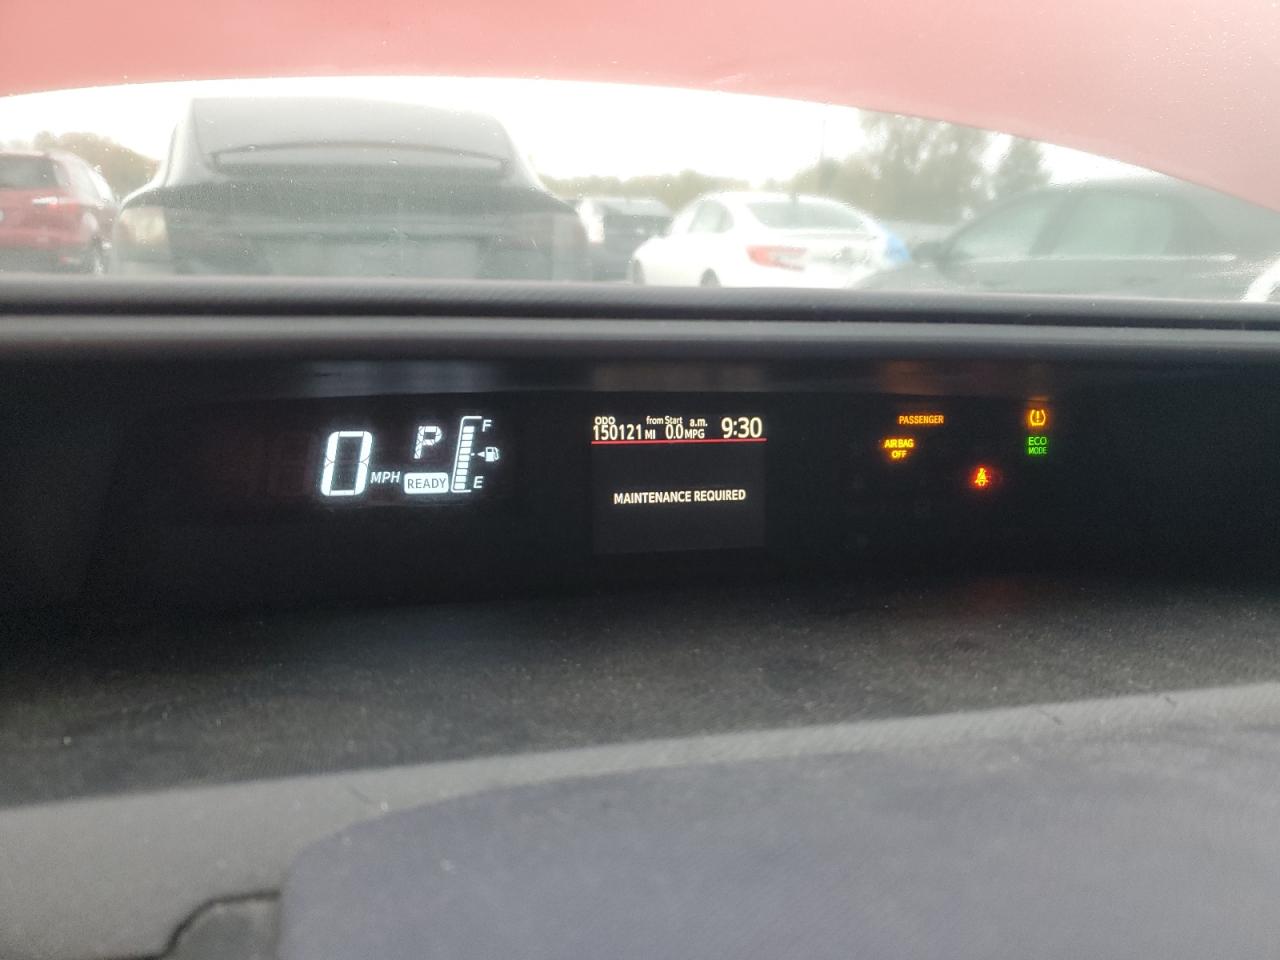 0 MPH
P
READY
F
E
ODO 150121 MI
from Start 0.0 MPG
a.m. 9:30
MAINTENANCE REQUIRED
PASSENGER
AIR BAG
OFF
ECO
MODE